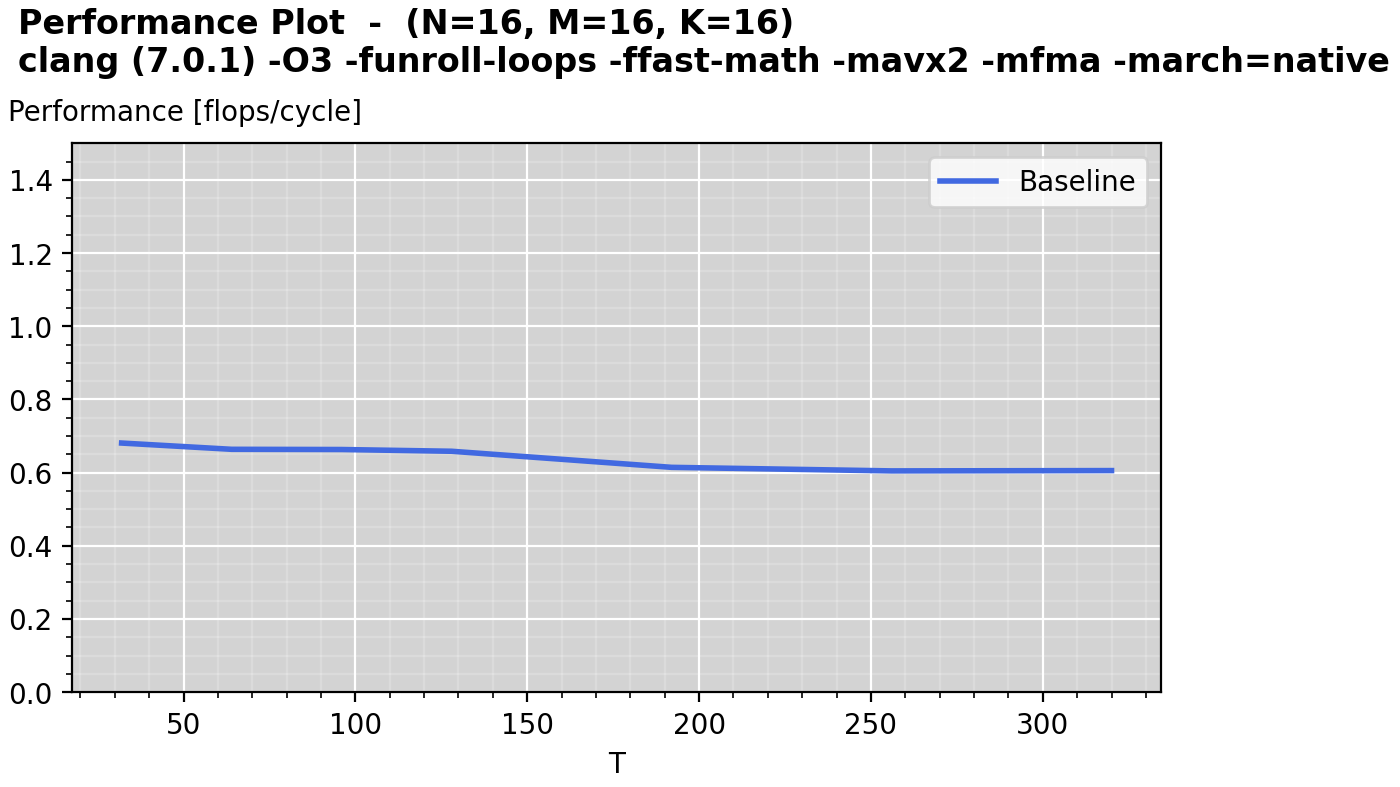 Performance Plot  -  (N=16, M=16, K=16)
clang (7.0.1) -O3 -funroll-loops -ffast-math -mavx2 -mfma -march=native
Performance [flops/cycle]
Baseline
1.4
1.2
1.0
0.8
0.6
0.4
0.2
0.0
50 100 150 200 250 300
T